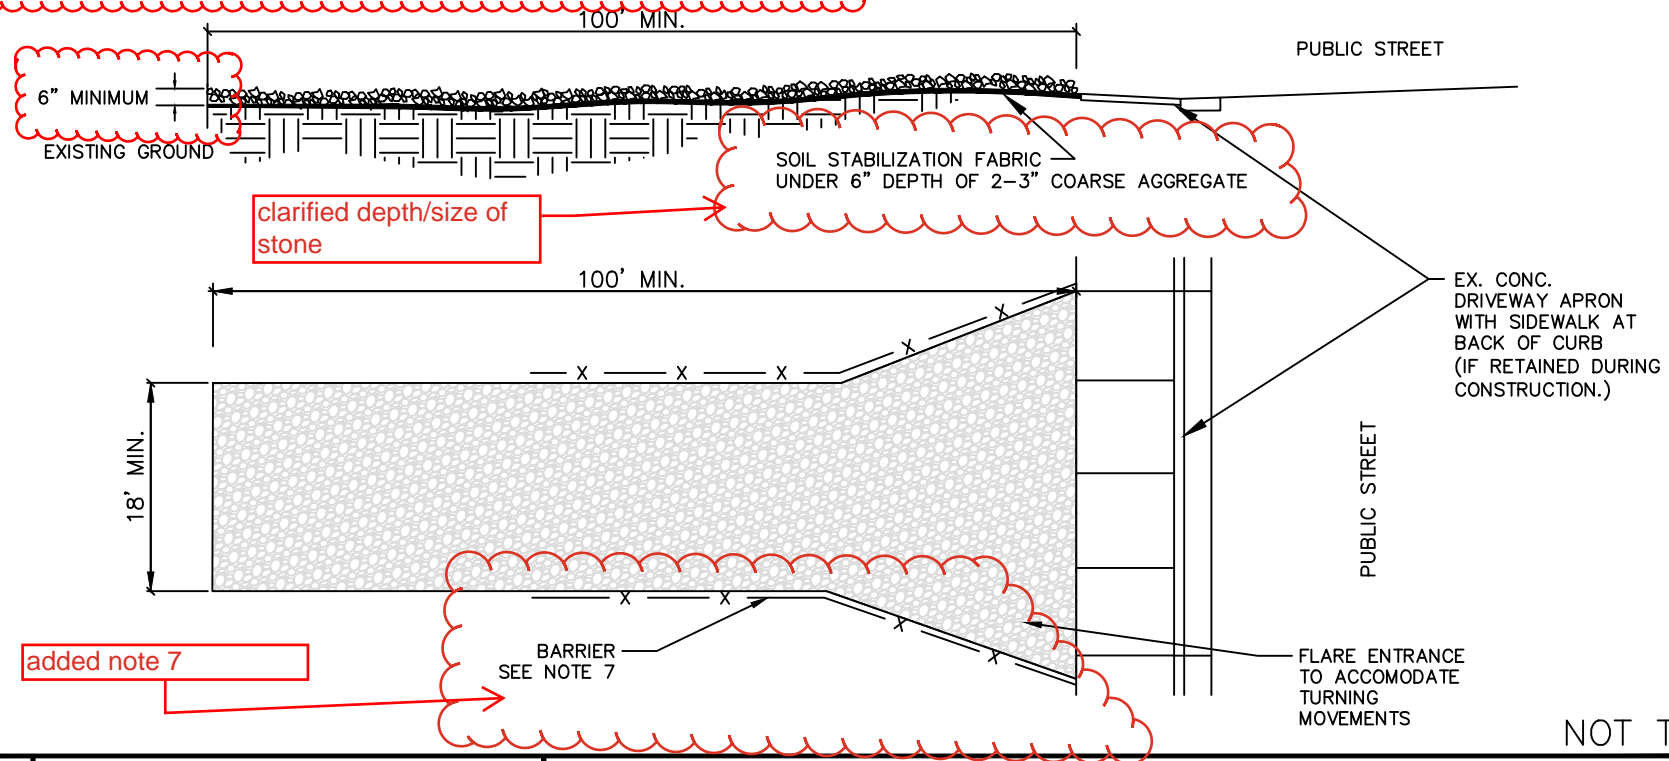 100' MIN.
PUBLIC STREET
6" MINIMUM
EXISTING GROUND
SOIL STABILIZATION FABRIC
UNDER 6" DEPTH OF 2-3" COARSE AGGREGATE
clarified depth/size of
stone
100' MIN.
EX. CONC.
DRIVEWAY APRON
WITH SIDEWALK AT
BACK OF CURB
(IF RETAINED DURING
CONSTRUCTION.)
X
X
X
X
X
18' MIN.
PUBLIC STREET
X
X
X
X
BARRIER
SEE NOTE 7
added note 7
FLARE ENTRANCE
TO ACCOMODATE
TURNING
MOVEMENTS
NOT T